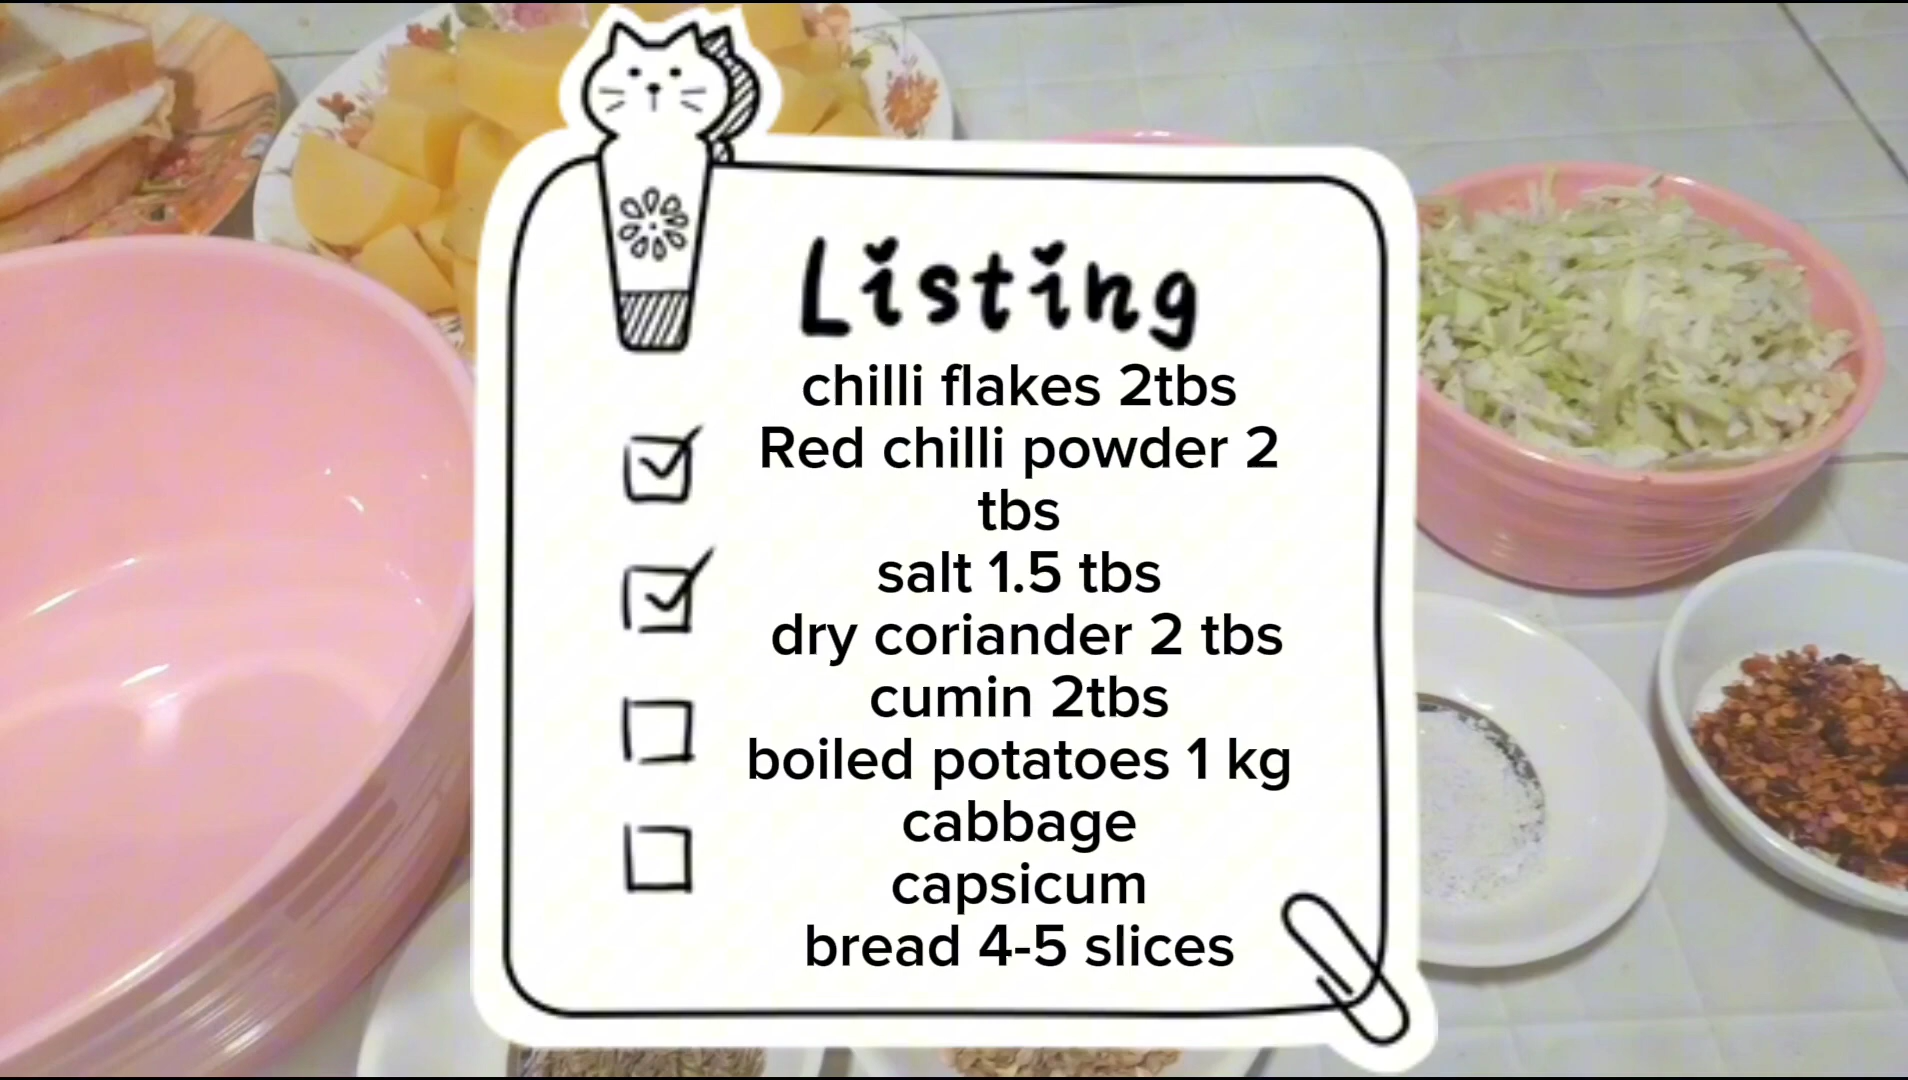 Listing
chilli flakes 2tbs
Red chilli powder 2
tbs
salt 1.5 tbs
dry coriander 2 tbs
cumin 2tbs
boiled potatoes 1 kg
cabbage
capsicum
bread 4-5 slices